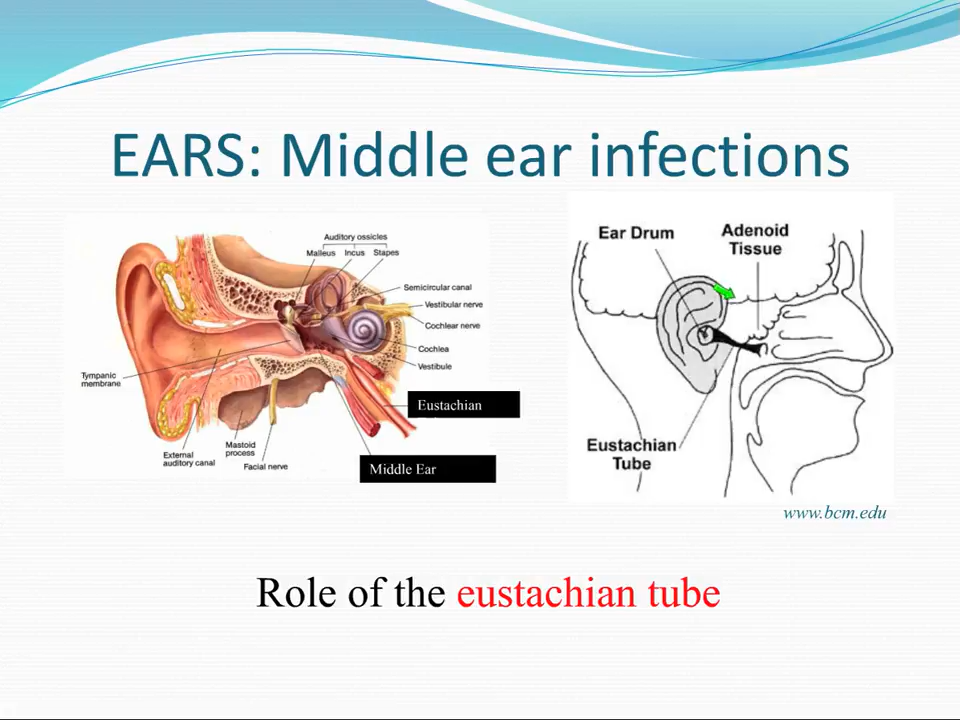 EARS: Middle ear infections
Auditory ossicles
Malleus Incus Stapes
Semicircular canal
Vestibular nerve
Cochlear nerve
Cochlea
Vestibule
Tympanic
membrane
Eustachian
External
auditory canal
Mastoid
process
Facial nerve
Middle Ear
Ear Drum
Adenoid
Tissue
Eustachian
Tube
www.bcm.edu
Role of the eustachian tube